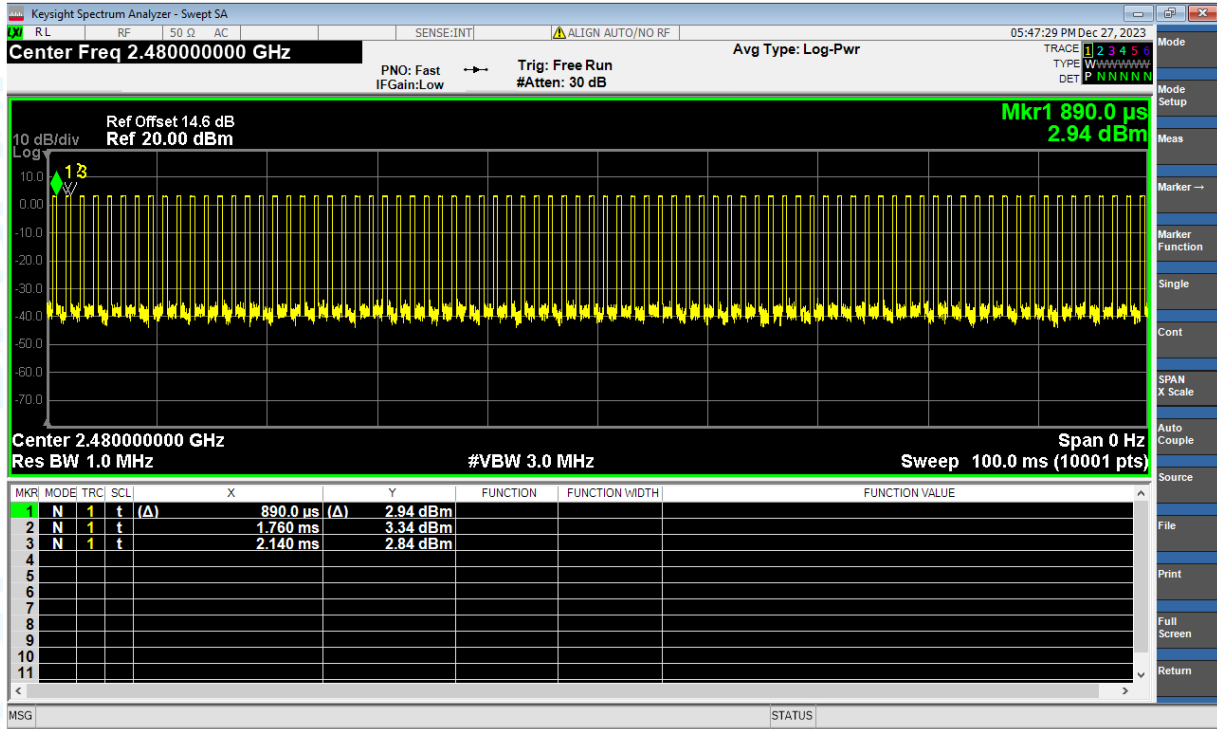 Keysight Spectrum Analyzer - Swept SA
LXI RL RF 50 Ω AC SENSE:INT ALIGN AUTO/NO RF 05:47:29 PM Dec 27, 2023
Center Freq 2.480000000 GHz
PNO: Fast
IFGain:Low
Trig: Free Run
#Atten: 30 dB
Avg Type: Log-Pwr
TRACE 1 2 3 4 5 6
TYPE WWWWWW
DET P N N N N N
Mkr1 890.0 µs
2.94 dBm
Ref Offset 14.6 dB
10 dB/div Ref 20.00 dBm
Log
10.0
0.00
-10.0
-20.0
-30.0
-40.0
-50.0
-60.0
-70.0
1 3
Center 2.480000000 GHz Span 0 Hz
Res BW 1.0 MHz #VBW 3.0 MHz Sweep 100.0 ms (10001 pts)
MKR MODE TRC SCL X Y FUNCTION FUNCTION WIDTH FUNCTION VALUE
1 N 1 t (Δ) 890.0 µs (Δ) 2.94 dBm
2 N 1 t 1.760 ms 3.34 dBm
3 N 1 t 2.140 ms 2.84 dBm
4
5
6
7
8
9
10
11
MSG STATUS
Mode
Mode
Setup
Meas
Marker →
Marker
Function
Single
Cont
SPAN
X Scale
Auto
Couple
Source
File
Print
Full
Screen
Return